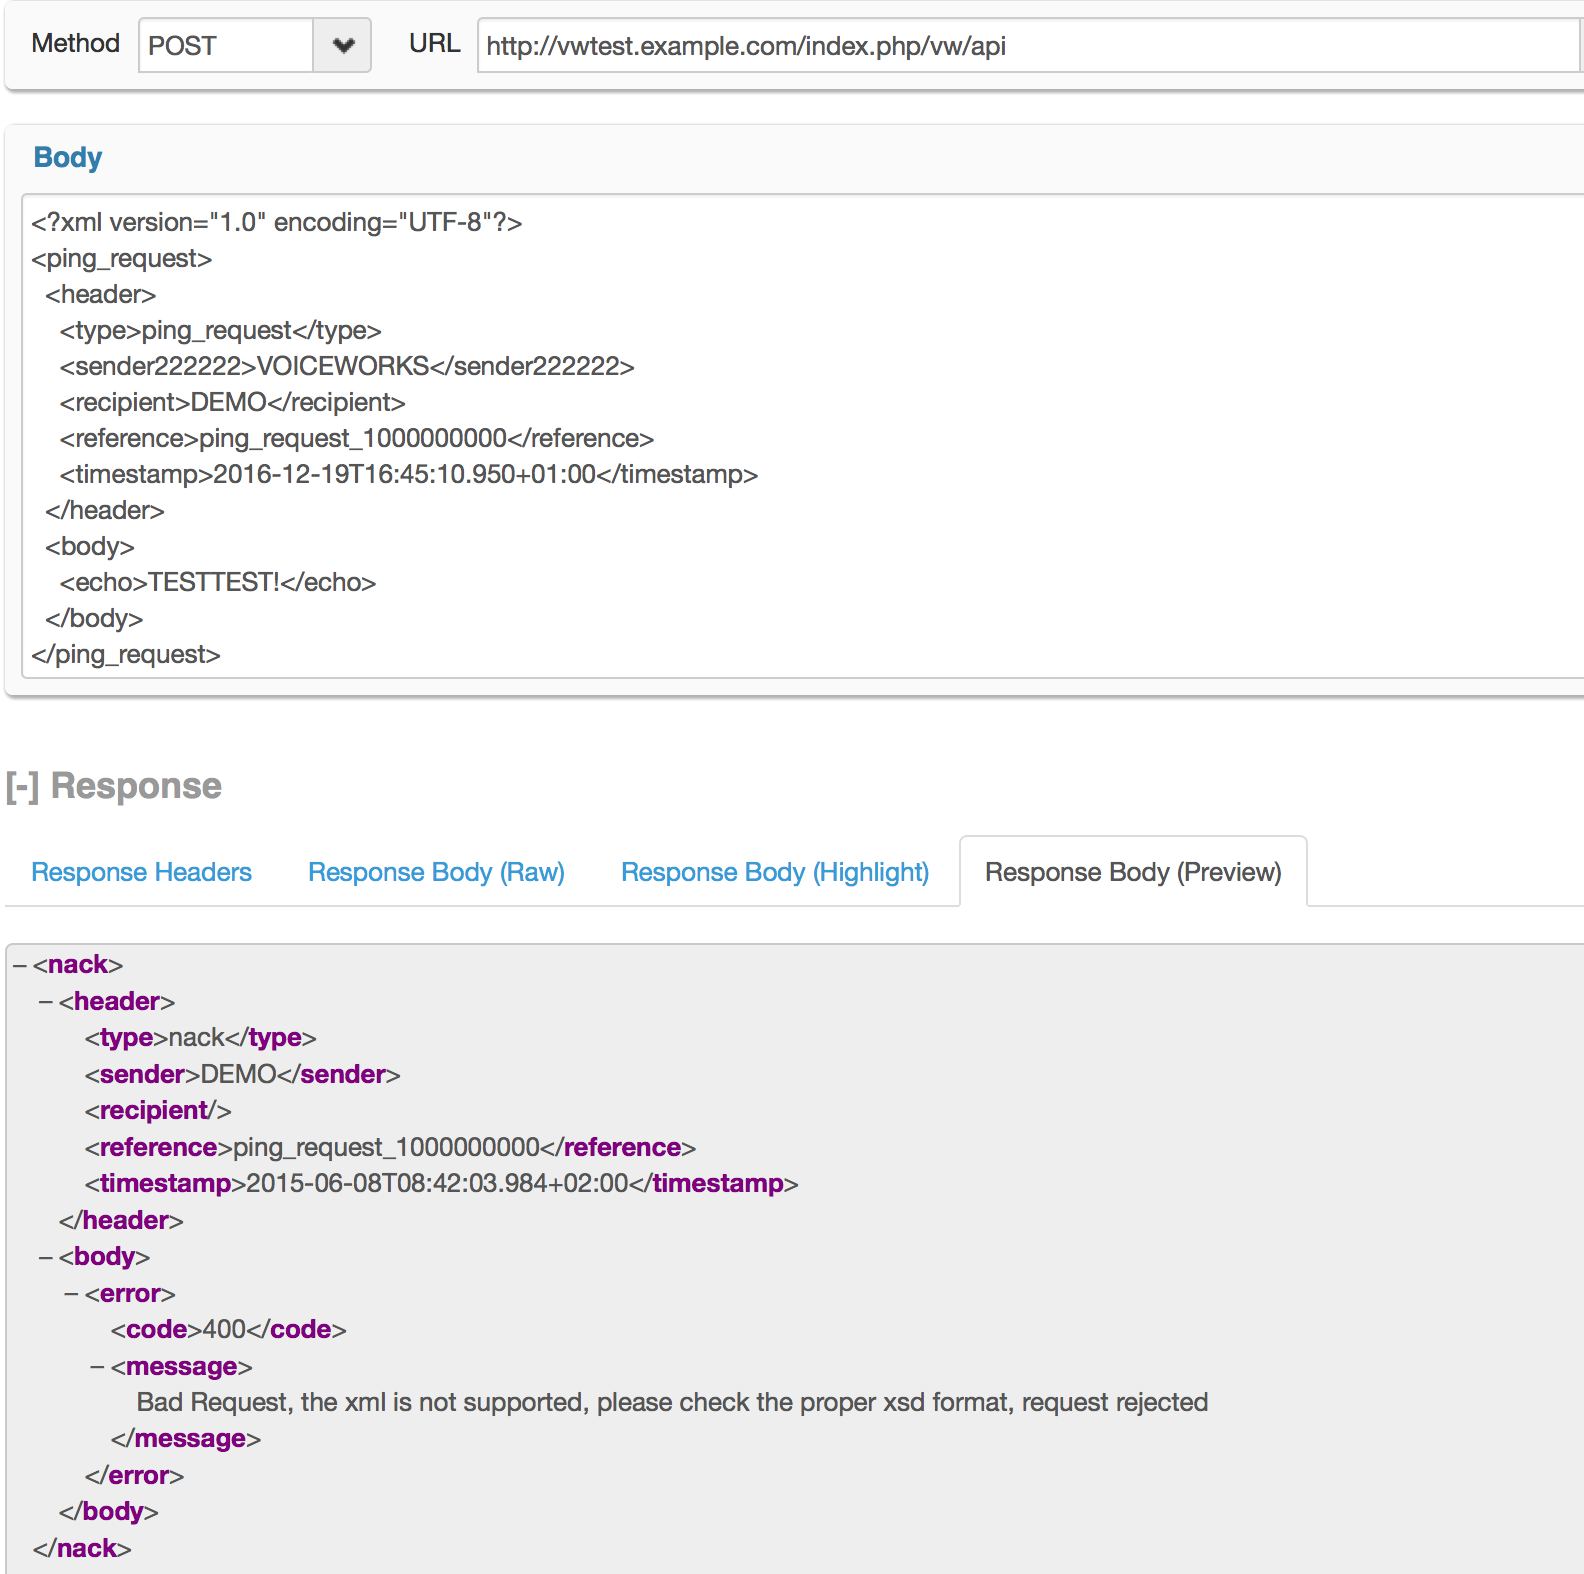 Method POST URL http://vwtest.example.com/index.php/vw/api
Body
<?xml version="1.0" encoding="UTF-8"?>
<ping_request>
<header>
<type>ping_request</type>
<sender222222>VOICEWORKS</sender222222>
<recipient>DEMO</recipient>
<reference>ping_request_1000000000</reference>
<timestamp>2016-12-19T16:45:10.950+01:00</timestamp>
</header>
<body>
<echo>TESTTEST!</echo>
</body>
</ping_request>
[-] Response
Response Headers Response Body (Raw) Response Body (Highlight) Response Body (Preview)
– <nack>
– <header>
<type>nack</type>
<sender>DEMO</sender>
<recipient/>
<reference>ping_request_1000000000</reference>
<timestamp>2015-06-08T08:42:03.984+02:00</timestamp>
</header>
– <body>
– <error>
<code>400</code>
– <message>
Bad Request, the xml is not supported, please check the proper xsd format, request rejected
</message>
</error>
</body>
</nack>